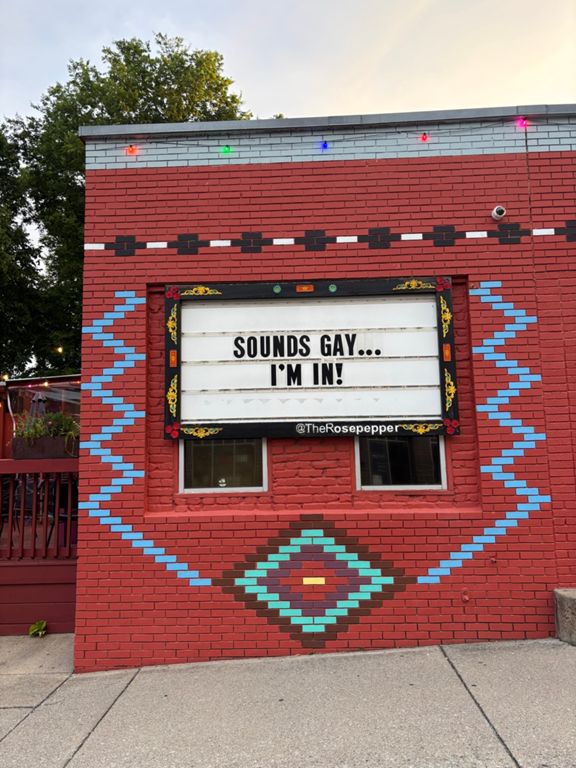 SOUNDS GAY...
I'M IN!
@TheRosepepper